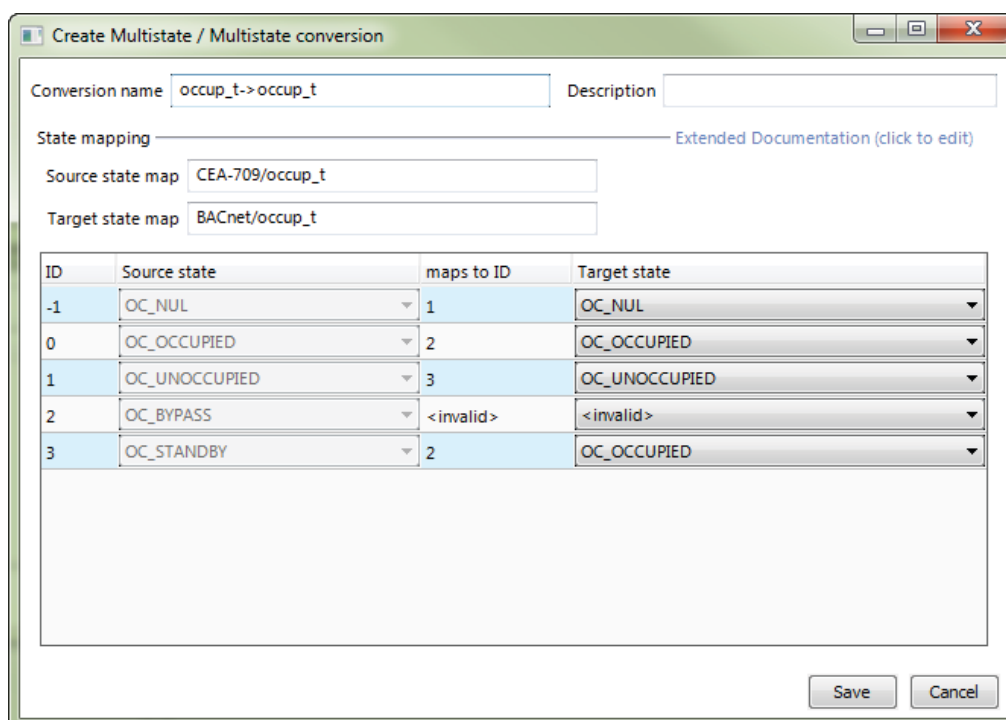 Create Multistate / Multistate conversion
Conversion name occup_t->occup_t Description
State mapping Extended Documentation (click to edit)
Source state map CEA-709/occup_t
Target state map BACnet/occup_t
ID Source state maps to ID Target state
-1 OC_NUL 1 OC_NUL
0 OC_OCCUPIED 2 OC_OCCUPIED
1 OC_UNOCCUPIED 3 OC_UNOCCUPIED
2 OC_BYPASS <invalid> <invalid>
3 OC_STANDBY 2 OC_OCCUPIED
Save Cancel